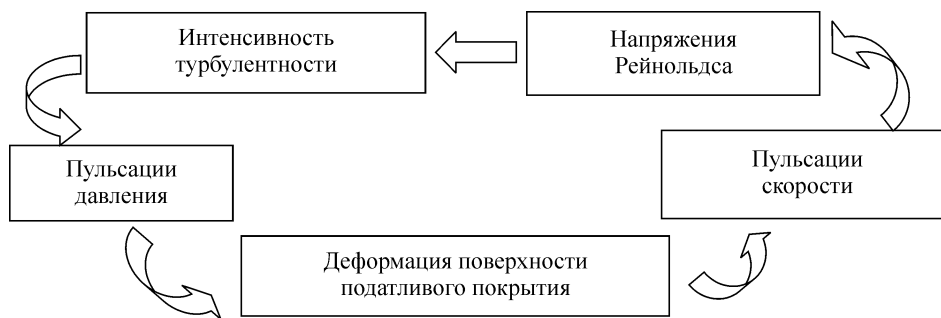 Интенсивность
турбулентности
Напряжения
Рейнольдса
Пульсации
давления
Пульсации
скорости
Деформация поверхности
податливого покрытия